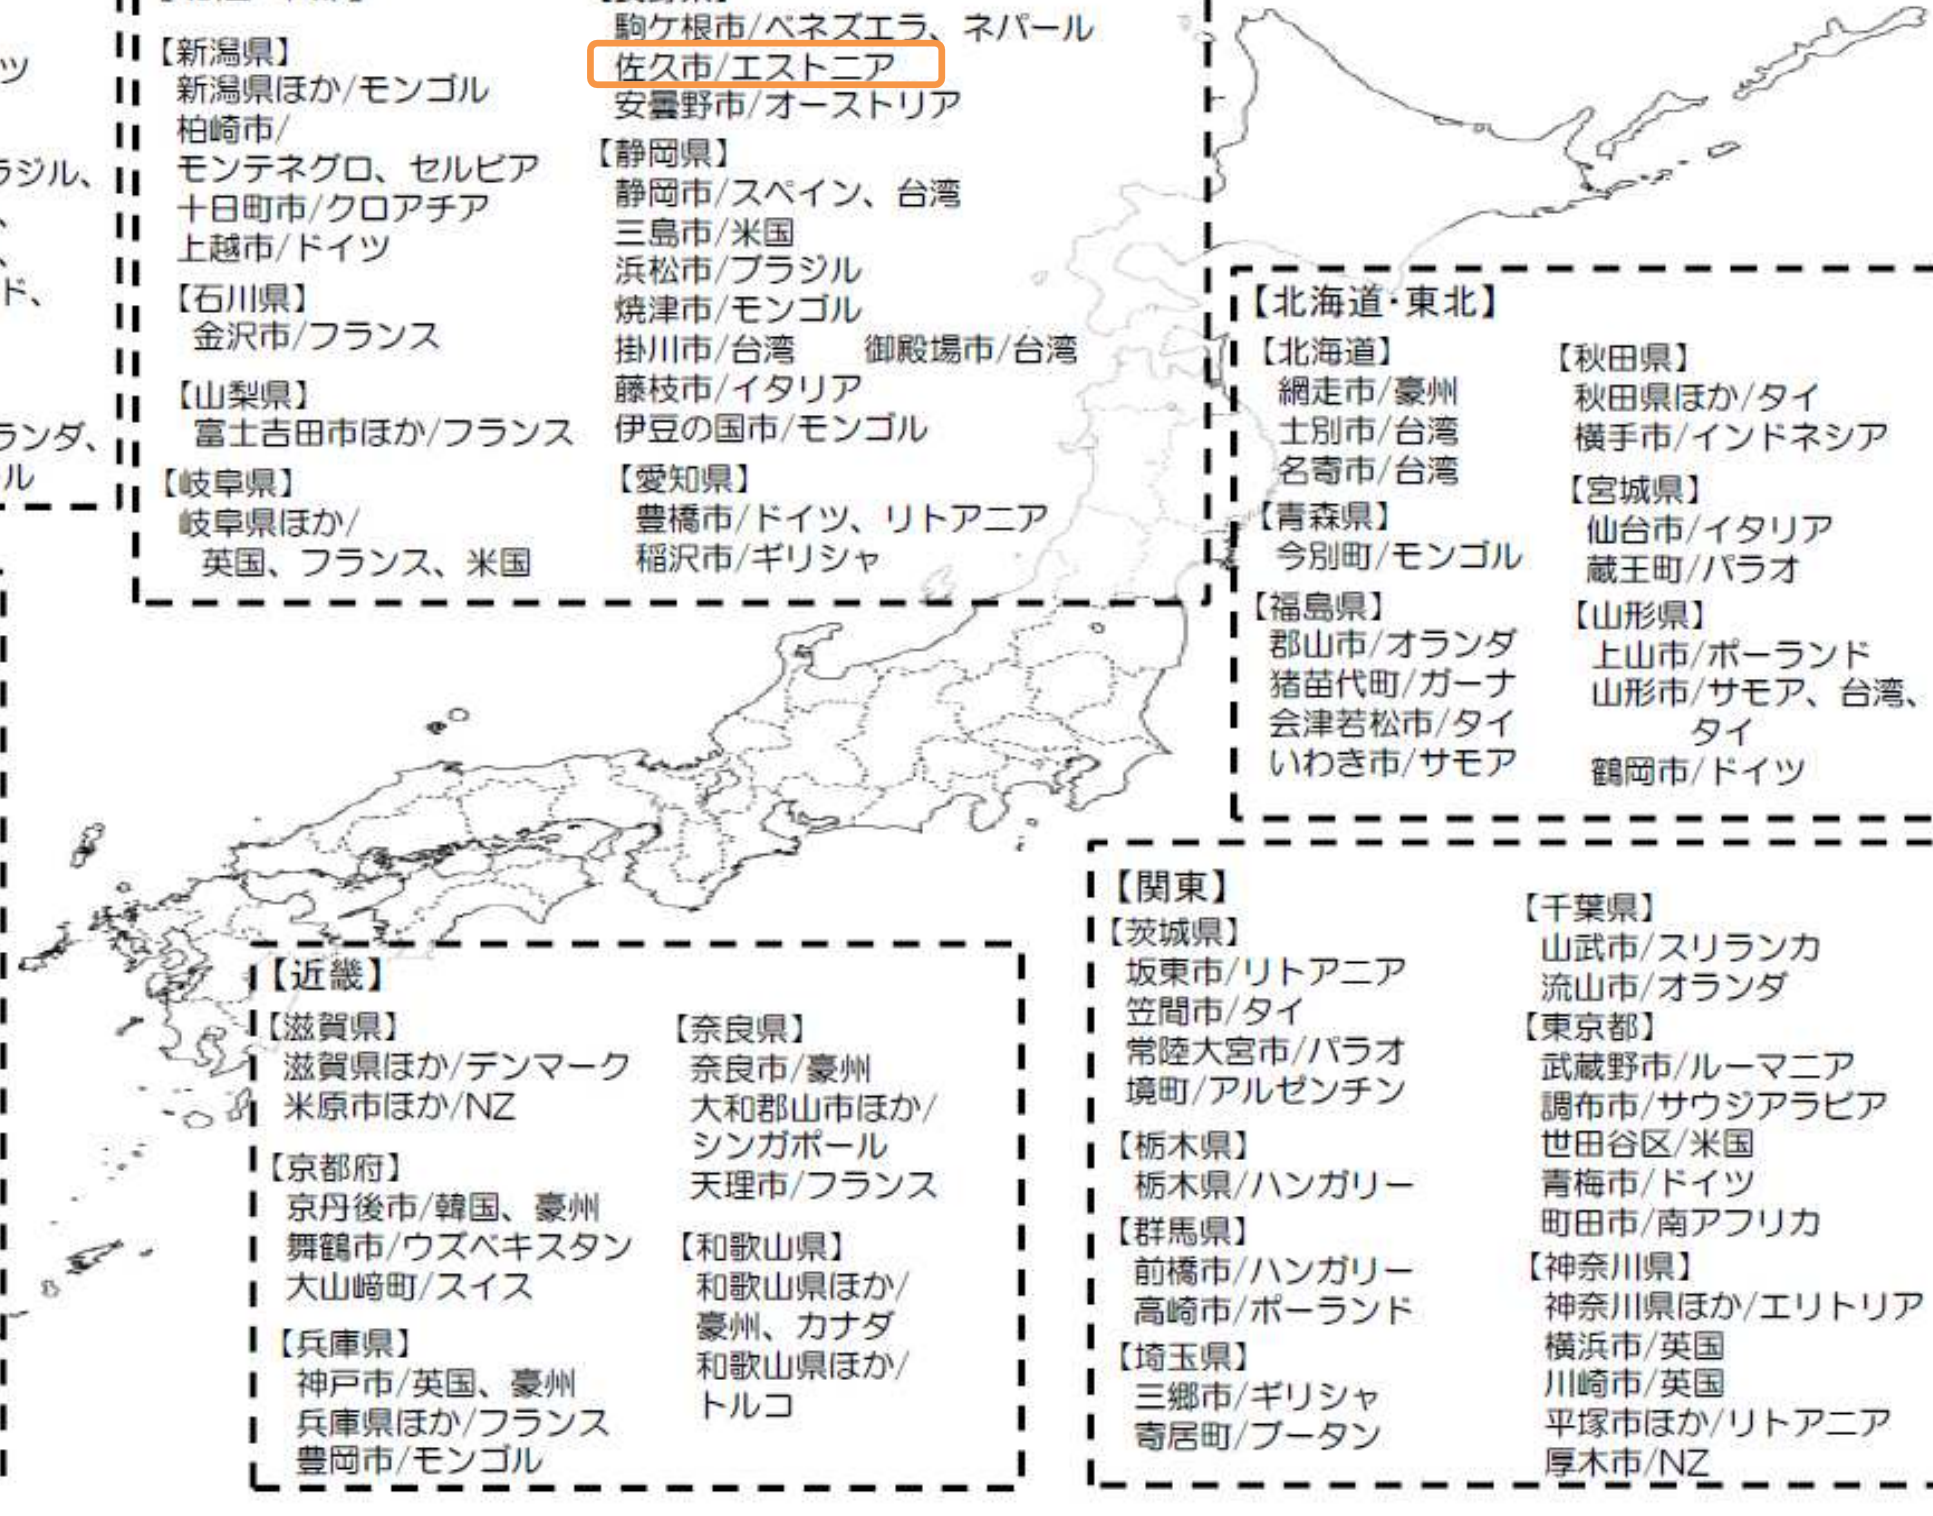 ツ
ラジル、
、
、
ド、
ランダ、
ル
【新潟県】
新潟県ほか/モンゴル
柏崎市/
モンテネグロ、セルビア
十日町市/クロアチア
上越市/ドイツ
【石川県】
金沢市/フランス
【山梨県】
富士吉田市ほか/フランス
【岐阜県】
岐阜県ほか/
英国、フランス、米国
駒ケ根市/ベネズエラ、ネパール
佐久市/エストニア
安曇野市/オーストリア
【静岡県】
静岡市/スペイン、台湾
三島市/米国
浜松市/ブラジル
焼津市/モンゴル
掛川市/台湾 御殿場市/台湾
藤枝市/イタリア
伊豆の国市/モンゴル
【愛知県】
豊橋市/ドイツ、リトアニア
稲沢市/ギリシャ
【北海道・東北】
【北海道】
網走市/豪州
士別市/台湾
名寄市/台湾
【青森県】
今別町/モンゴル
【福島県】
郡山市/オランダ
猪苗代町/ガーナ
会津若松市/タイ
いわき市/サモア
【秋田県】
秋田県ほか/タイ
横手市/インドネシア
【宮城県】
仙台市/イタリア
蔵王町/パラオ
【山形県】
上山市/ポーランド
山形市/サモア、台湾、
タイ
鶴岡市/ドイツ
【近畿】
【滋賀県】
滋賀県ほか/デンマーク
米原市ほか/NZ
【京都府】
京丹後市/韓国、豪州
舞鶴市/ウズベキスタン
大山崎町/スイス
【兵庫県】
神戸市/英国、豪州
兵庫県ほか/フランス
豊岡市/モンゴル
【奈良県】
奈良市/豪州
大和郡山市ほか/
シンガポール
天理市/フランス
【和歌山県】
和歌山県ほか/
豪州、カナダ
和歌山県ほか/
トルコ
【関東】
【茨城県】
坂東市/リトアニア
笠間市/タイ
常陸大宮市/パラオ
境町/アルゼンチン
【栃木県】
栃木県/ハンガリー
【群馬県】
前橋市/ハンガリー
高崎市/ポーランド
【埼玉県】
三郷市/ギリシャ
寄居町/ブータン
【千葉県】
山武市/スリランカ
流山市/オランダ
【東京都】
武蔵野市/ルーマニア
調布市/サウジアラビア
世田谷区/米国
青梅市/ドイツ
町田市/南アフリカ
【神奈川県】
神奈川県ほか/エリトリア
横浜市/英国
川崎市/英国
平塚市ほか/リトアニア
厚木市/NZ